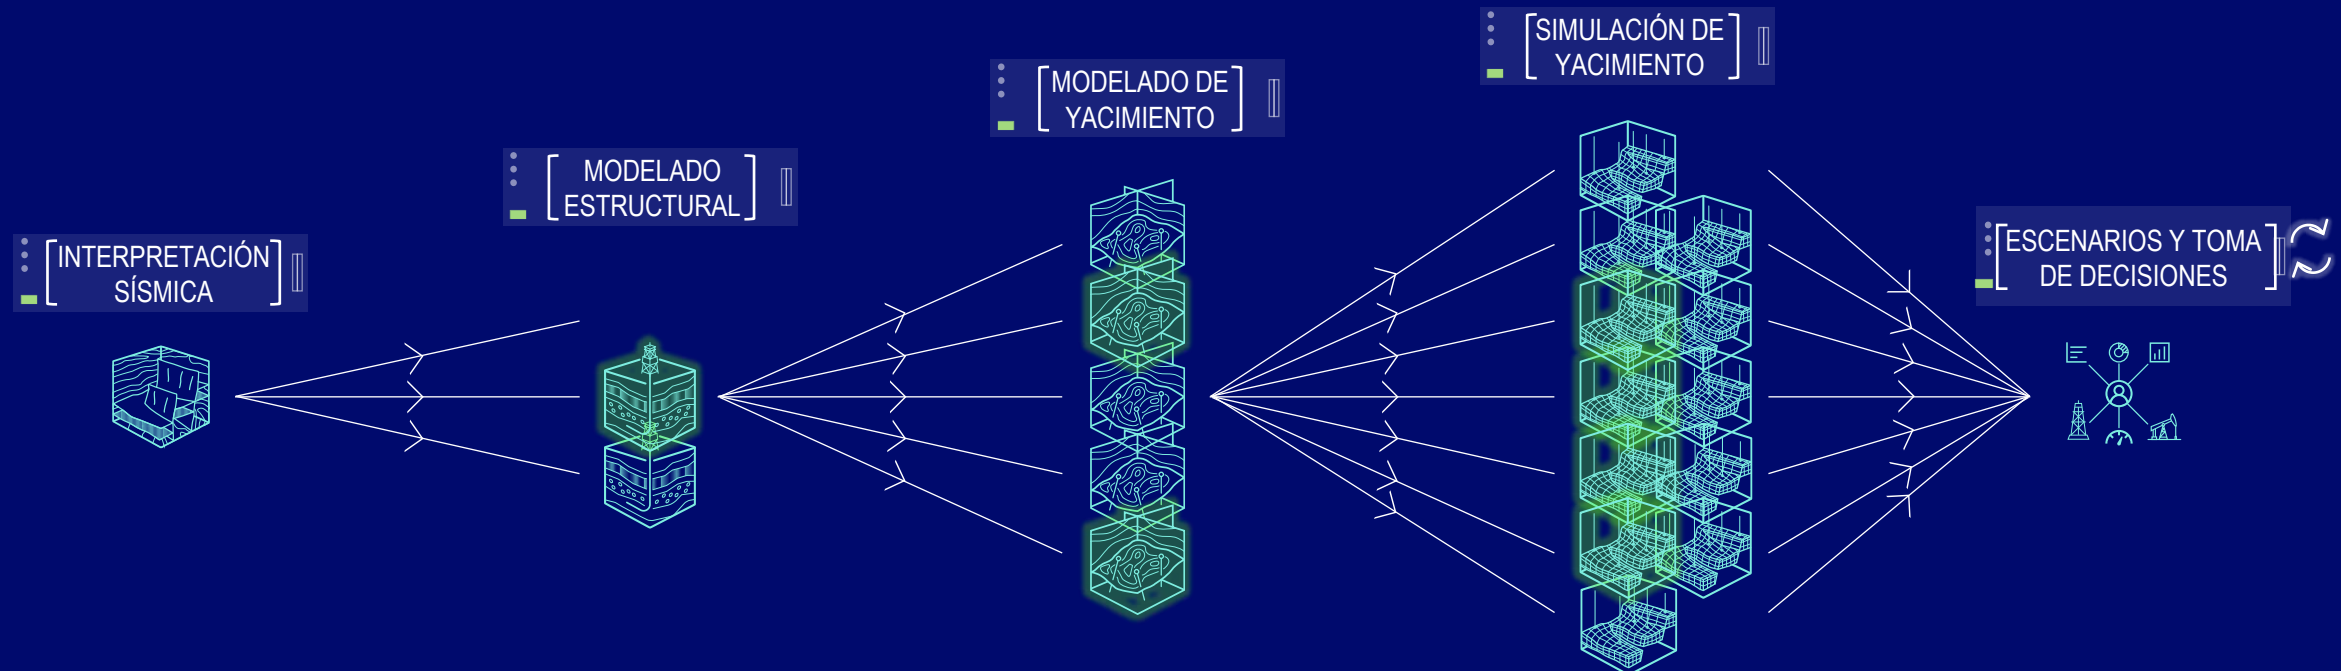 INTERPRETACIÓN
SÍSMICA
MODELADO
ESTRUCTURAL
MODELADO DE
YACIMIENTO
SIMULACIÓN DE
YACIMIENTO
ESCENARIOS Y TOMA
DE DECISIONES